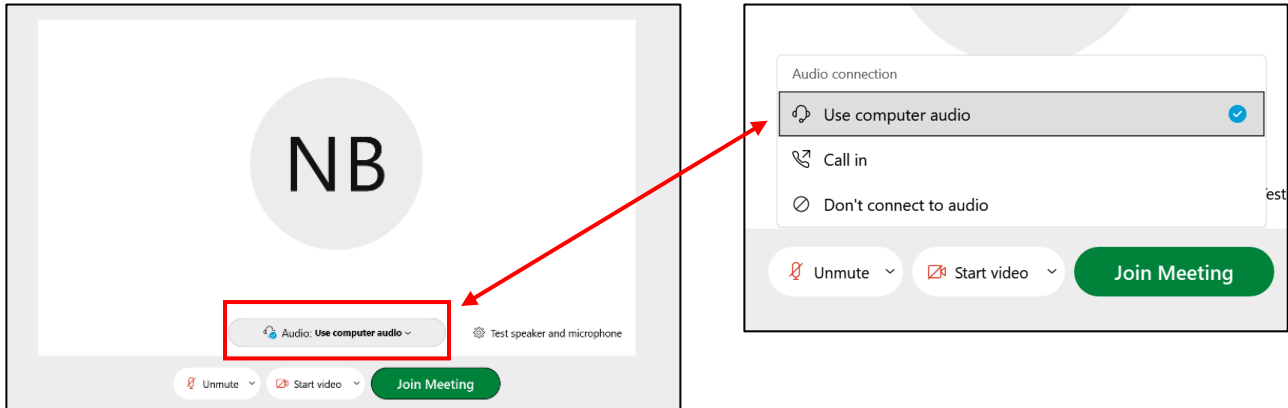 NB
Audio: Use computer audio
Test speaker and microphone
Unmute
Start video
Join Meeting
Audio connection
Use computer audio
Call in
Don't connect to audio
est
Unmute
Start video
Join Meeting